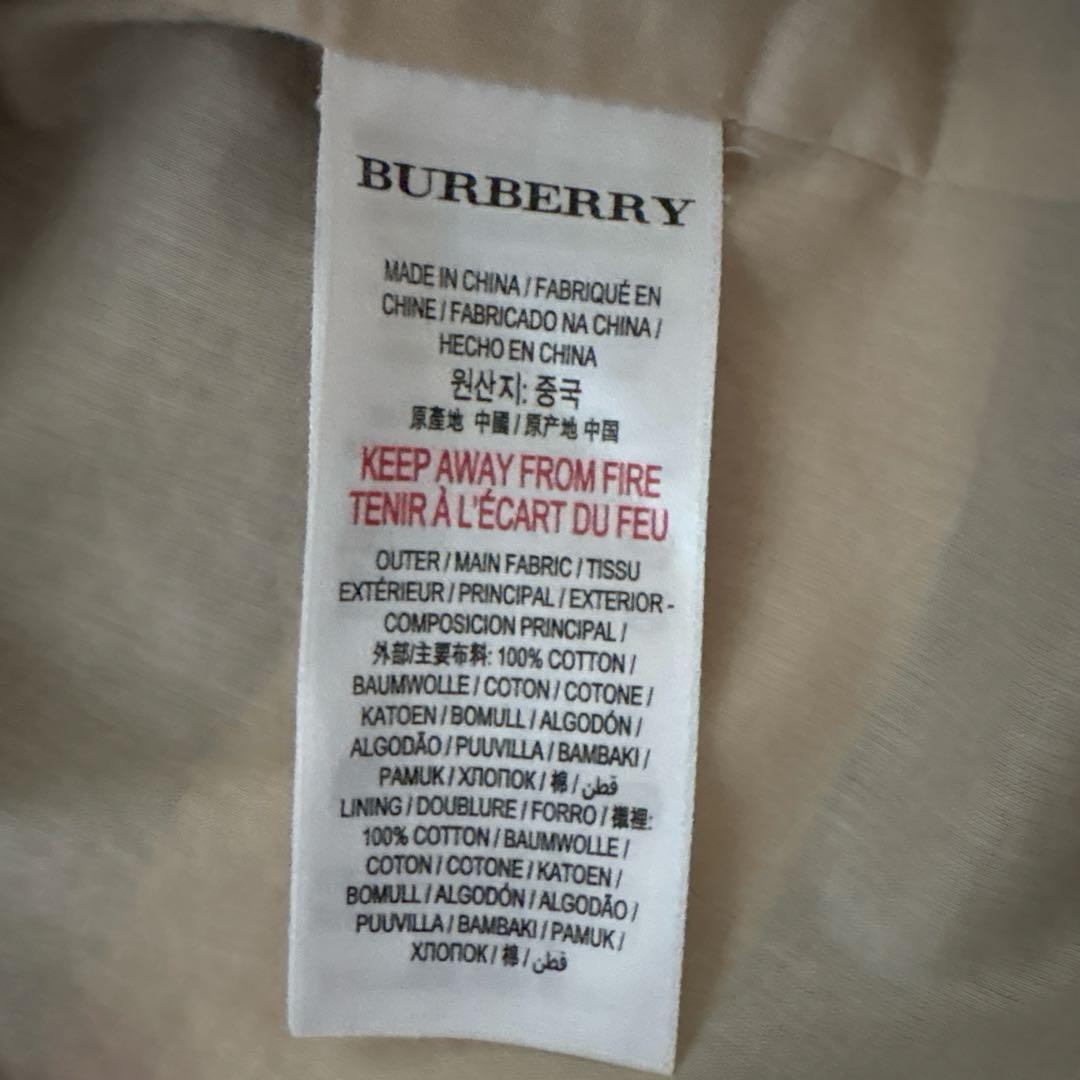 BURBERRY
MADE IN CHINA / FABRIQUÉ EN
CHINE / FABRICADO NA CHINA /
HECHO EN CHINA
원산지: 중국
原產地 中國 / 原产地 中国
KEEP AWAY FROM FIRE
TENIR À L'ÉCART DU FEU
OUTER / MAIN FABRIC / TISSU
EXTÉRIEUR / PRINCIPAL / EXTERIOR -
COMPOSICION PRINCIPAL /
外部/主要布料: 100% COTTON /
BAUMWOLLE / COTON / COTONE /
KATOEN / BOMULL / ALGODÓN /
ALGODÃO / PUUVILLA / BAMBAKI /
PAMUK / ХЛОПОК / 棉 / قطن
LINING / DOUBLURE / FORRO / 襯裡:
100% COTTON / BAUMWOLLE /
COTON / COTONE / KATOEN /
BOMULL / ALGODÓN / ALGODÃO /
PUUVILLA / BAMBAKI / PAMUK /
ХЛОПОК / 棉 / قطن